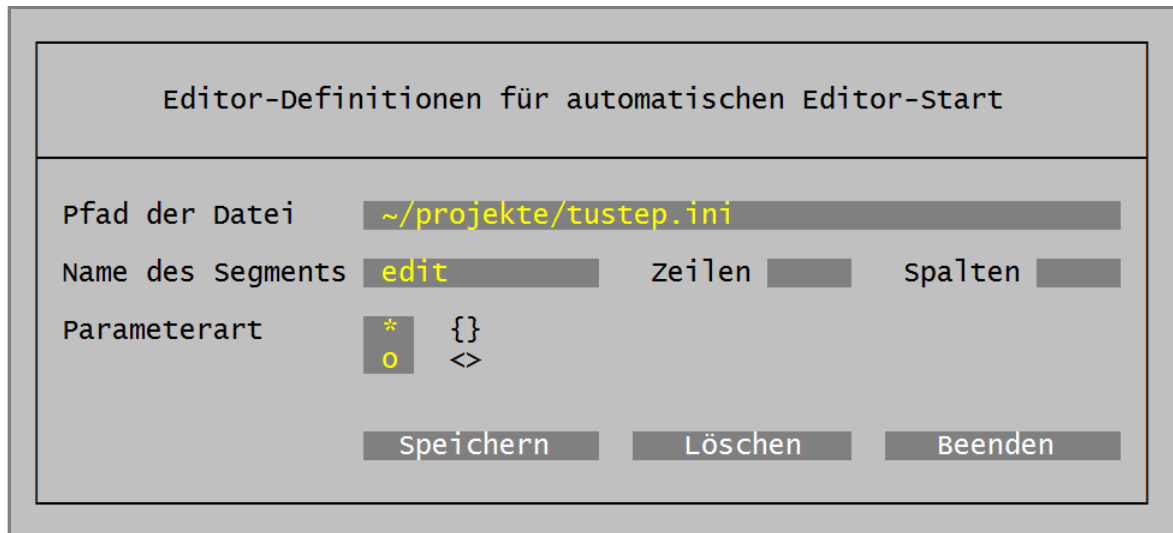 Editor-Definitionen für automatischen Editor-Start
Pfad der Datei ~/projekte/tustep.ini
Name des Segments edit Zeilen Spalten
Parameterart * {}
o <>
Speichern Löschen Beenden